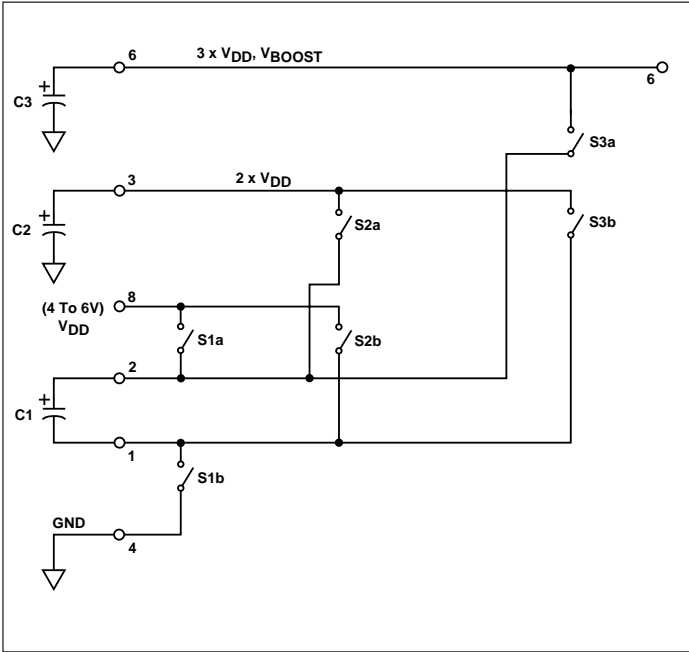 6
3 x VDD, VBOOST
6
C3
+
S3a
3
2 x VDD
C2
+
S2a
S3b
(4 To 6V)
VDD
8
S1a
S2b
2
C1
+
1
S1b
GND
4